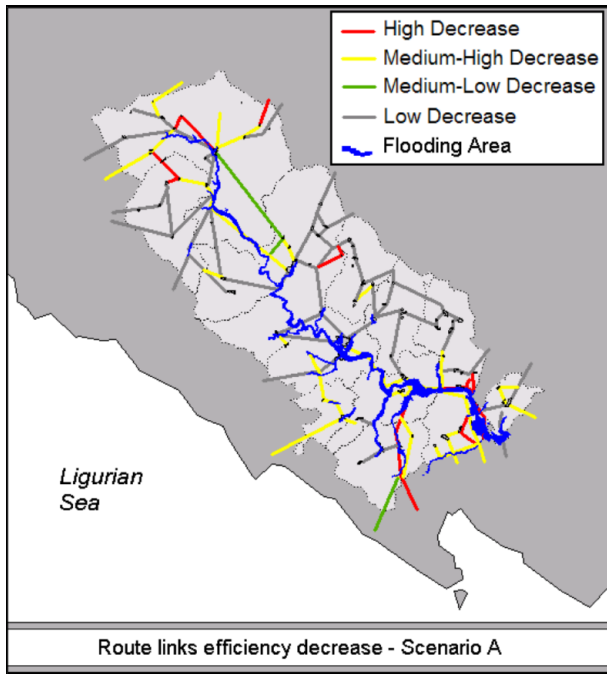 High Decrease
Medium-High Decrease
Medium-Low Decrease
Low Decrease
Flooding Area
Ligurian
Sea
Route links efficiency decrease - Scenario A